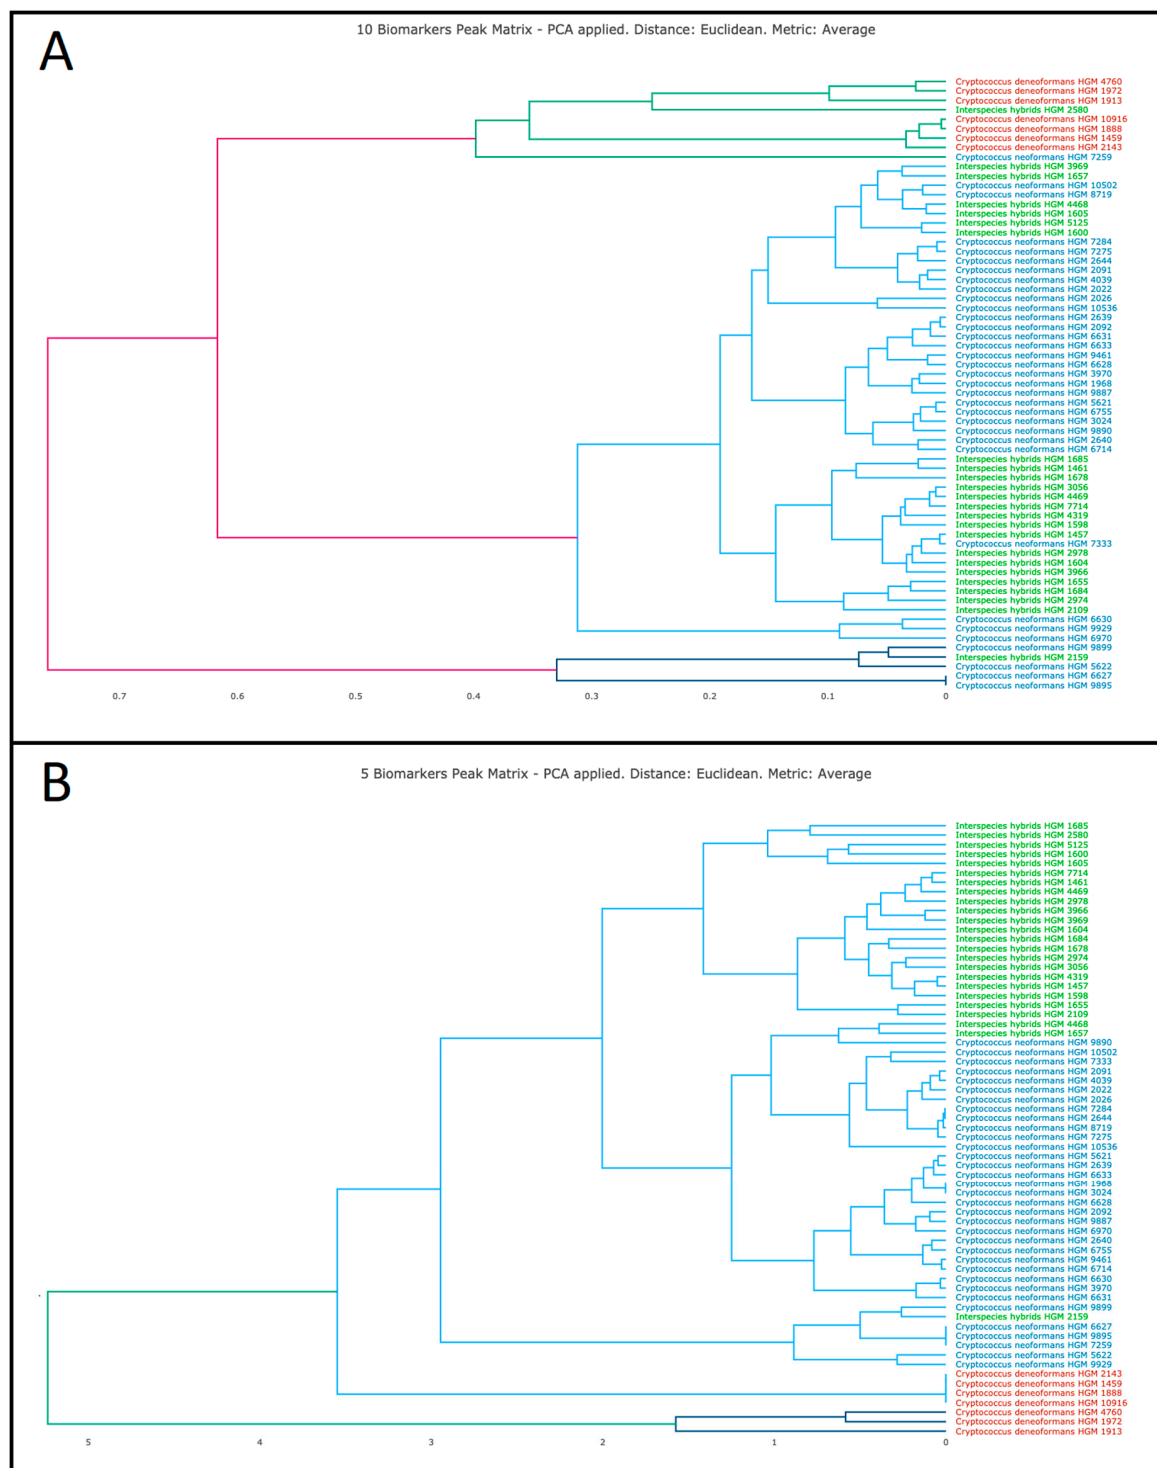 A
10 Biomarkers Peak Matrix - PCA applied. Distance: Euclidean. Metric: Average
Cryptococcus deneoformans HGM 4760
Cryptococcus deneoformans HGM 1972
Cryptococcus deneoformans HGM 1913
Interspecies hybrids HGM 2580
Cryptococcus deneoformans HGM 10916
Cryptococcus deneoformans HGM 1888
Cryptococcus deneoformans HGM 1459
Cryptococcus deneoformans HGM 2143
Cryptococcus neoformans HGM 7259
Interspecies hybrids HGM 3969
Interspecies hybrids HGM 1657
Cryptococcus neoformans HGM 10502
Cryptococcus neoformans HGM 8719
Interspecies hybrids HGM 4468
Interspecies hybrids HGM 1605
Interspecies hybrids HGM 5125
Interspecies hybrids HGM 1600
Cryptococcus neoformans HGM 7284
Cryptococcus neoformans HGM 7275
Cryptococcus neoformans HGM 2644
Cryptococcus neoformans HGM 2091
Cryptococcus neoformans HGM 4039
Cryptococcus neoformans HGM 2022
Cryptococcus neoformans HGM 2026
Cryptococcus neoformans HGM 10536
Cryptococcus neoformans HGM 2639
Cryptococcus neoformans HGM 2092
Cryptococcus neoformans HGM 6631
Cryptococcus neoformans HGM 6633
Cryptococcus neoformans HGM 9461
Cryptococcus neoformans HGM 6628
Cryptococcus neoformans HGM 3970
Cryptococcus neoformans HGM 1968
Cryptococcus neoformans HGM 9887
Cryptococcus neoformans HGM 5621
Cryptococcus neoformans HGM 6755
Cryptococcus neoformans HGM 3024
Cryptococcus neoformans HGM 9890
Cryptococcus neoformans HGM 2640
Cryptococcus neoformans HGM 6714
Interspecies hybrids HGM 1685
Interspecies hybrids HGM 1461
Interspecies hybrids HGM 1678
Interspecies hybrids HGM 3056
Interspecies hybrids HGM 4469
Interspecies hybrids HGM 7714
Interspecies hybrids HGM 4319
Interspecies hybrids HGM 1598
Interspecies hybrids HGM 1457
Cryptococcus neoformans HGM 7333
Interspecies hybrids HGM 2978
Interspecies hybrids HGM 1604
Interspecies hybrids HGM 3966
Interspecies hybrids HGM 1655
Interspecies hybrids HGM 1684
Interspecies hybrids HGM 2974
Interspecies hybrids HGM 2109
Cryptococcus neoformans HGM 6630
Cryptococcus neoformans HGM 9929
Cryptococcus neoformans HGM 6970
Cryptococcus neoformans HGM 9899
Interspecies hybrids HGM 2159
Cryptococcus neoformans HGM 5622
Cryptococcus neoformans HGM 6627
Cryptococcus neoformans HGM 9895
0.7 0.6 0.5 0.4 0.3 0.2 0.1 0
B
5 Biomarkers Peak Matrix - PCA applied. Distance: Euclidean. Metric: Average
Interspecies hybrids HGM 1685
Interspecies hybrids HGM 2580
Interspecies hybrids HGM 5125
Interspecies hybrids HGM 1600
Interspecies hybrids HGM 1605
Interspecies hybrids HGM 7714
Interspecies hybrids HGM 1461
Interspecies hybrids HGM 4469
Interspecies hybrids HGM 2978
Interspecies hybrids HGM 3966
Interspecies hybrids HGM 3969
Interspecies hybrids HGM 1604
Interspecies hybrids HGM 1684
Interspecies hybrids HGM 1678
Interspecies hybrids HGM 2974
Interspecies hybrids HGM 3056
Interspecies hybrids HGM 4319
Interspecies hybrids HGM 1457
Interspecies hybrids HGM 1598
Interspecies hybrids HGM 1655
Interspecies hybrids HGM 2109
Interspecies hybrids HGM 4468
Interspecies hybrids HGM 1657
Cryptococcus neoformans HGM 9890
Cryptococcus neoformans HGM 10502
Cryptococcus neoformans HGM 7333
Cryptococcus neoformans HGM 2091
Cryptococcus neoformans HGM 4039
Cryptococcus neoformans HGM 2022
Cryptococcus neoformans HGM 2026
Cryptococcus neoformans HGM 7284
Cryptococcus neoformans HGM 2644
Cryptococcus neoformans HGM 8719
Cryptococcus neoformans HGM 7275
Cryptococcus neoformans HGM 10536
Cryptococcus neoformans HGM 5621
Cryptococcus neoformans HGM 2639
Cryptococcus neoformans HGM 6633
Cryptococcus neoformans HGM 1968
Cryptococcus neoformans HGM 3024
Cryptococcus neoformans HGM 6628
Cryptococcus neoformans HGM 2092
Cryptococcus neoformans HGM 9887
Cryptococcus neoformans HGM 6970
Cryptococcus neoformans HGM 2640
Cryptococcus neoformans HGM 6755
Cryptococcus neoformans HGM 9461
Cryptococcus neoformans HGM 6714
Cryptococcus neoformans HGM 6630
Cryptococcus neoformans HGM 3970
Cryptococcus neoformans HGM 6631
Cryptococcus neoformans HGM 9899
Interspecies hybrids HGM 2159
Cryptococcus neoformans HGM 6627
Cryptococcus neoformans HGM 9895
Cryptococcus neoformans HGM 7259
Cryptococcus neoformans HGM 5622
Cryptococcus neoformans HGM 9929
Cryptococcus deneoformans HGM 2143
Cryptococcus deneoformans HGM 1459
Cryptococcus deneoformans HGM 1888
Cryptococcus deneoformans HGM 10916
Cryptococcus deneoformans HGM 4760
Cryptococcus deneoformans HGM 1972
Cryptococcus deneoformans HGM 1913
5 4 3 2 1 0